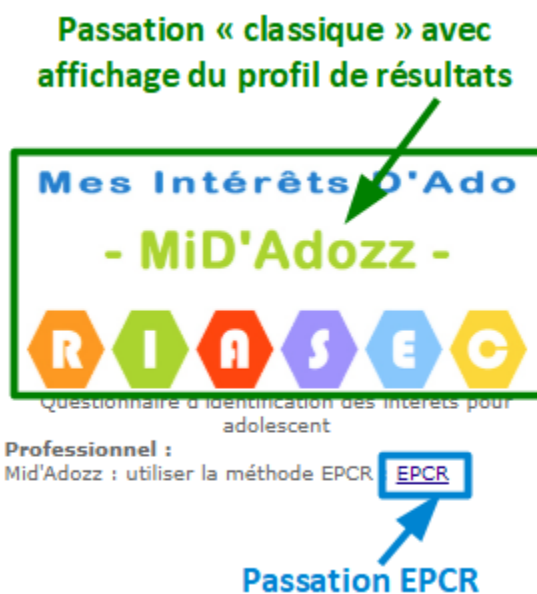 Passation « classique » avec
affichage du profil de résultats
Mes Intérêts D'Ado
- MiD'Adozz -
R I A S E C
Questionnaire d'identification des intérêts pour
adolescent
Professionnel :
Mid'Adozz : utiliser la méthode EPCR : EPCR
Passation EPCR